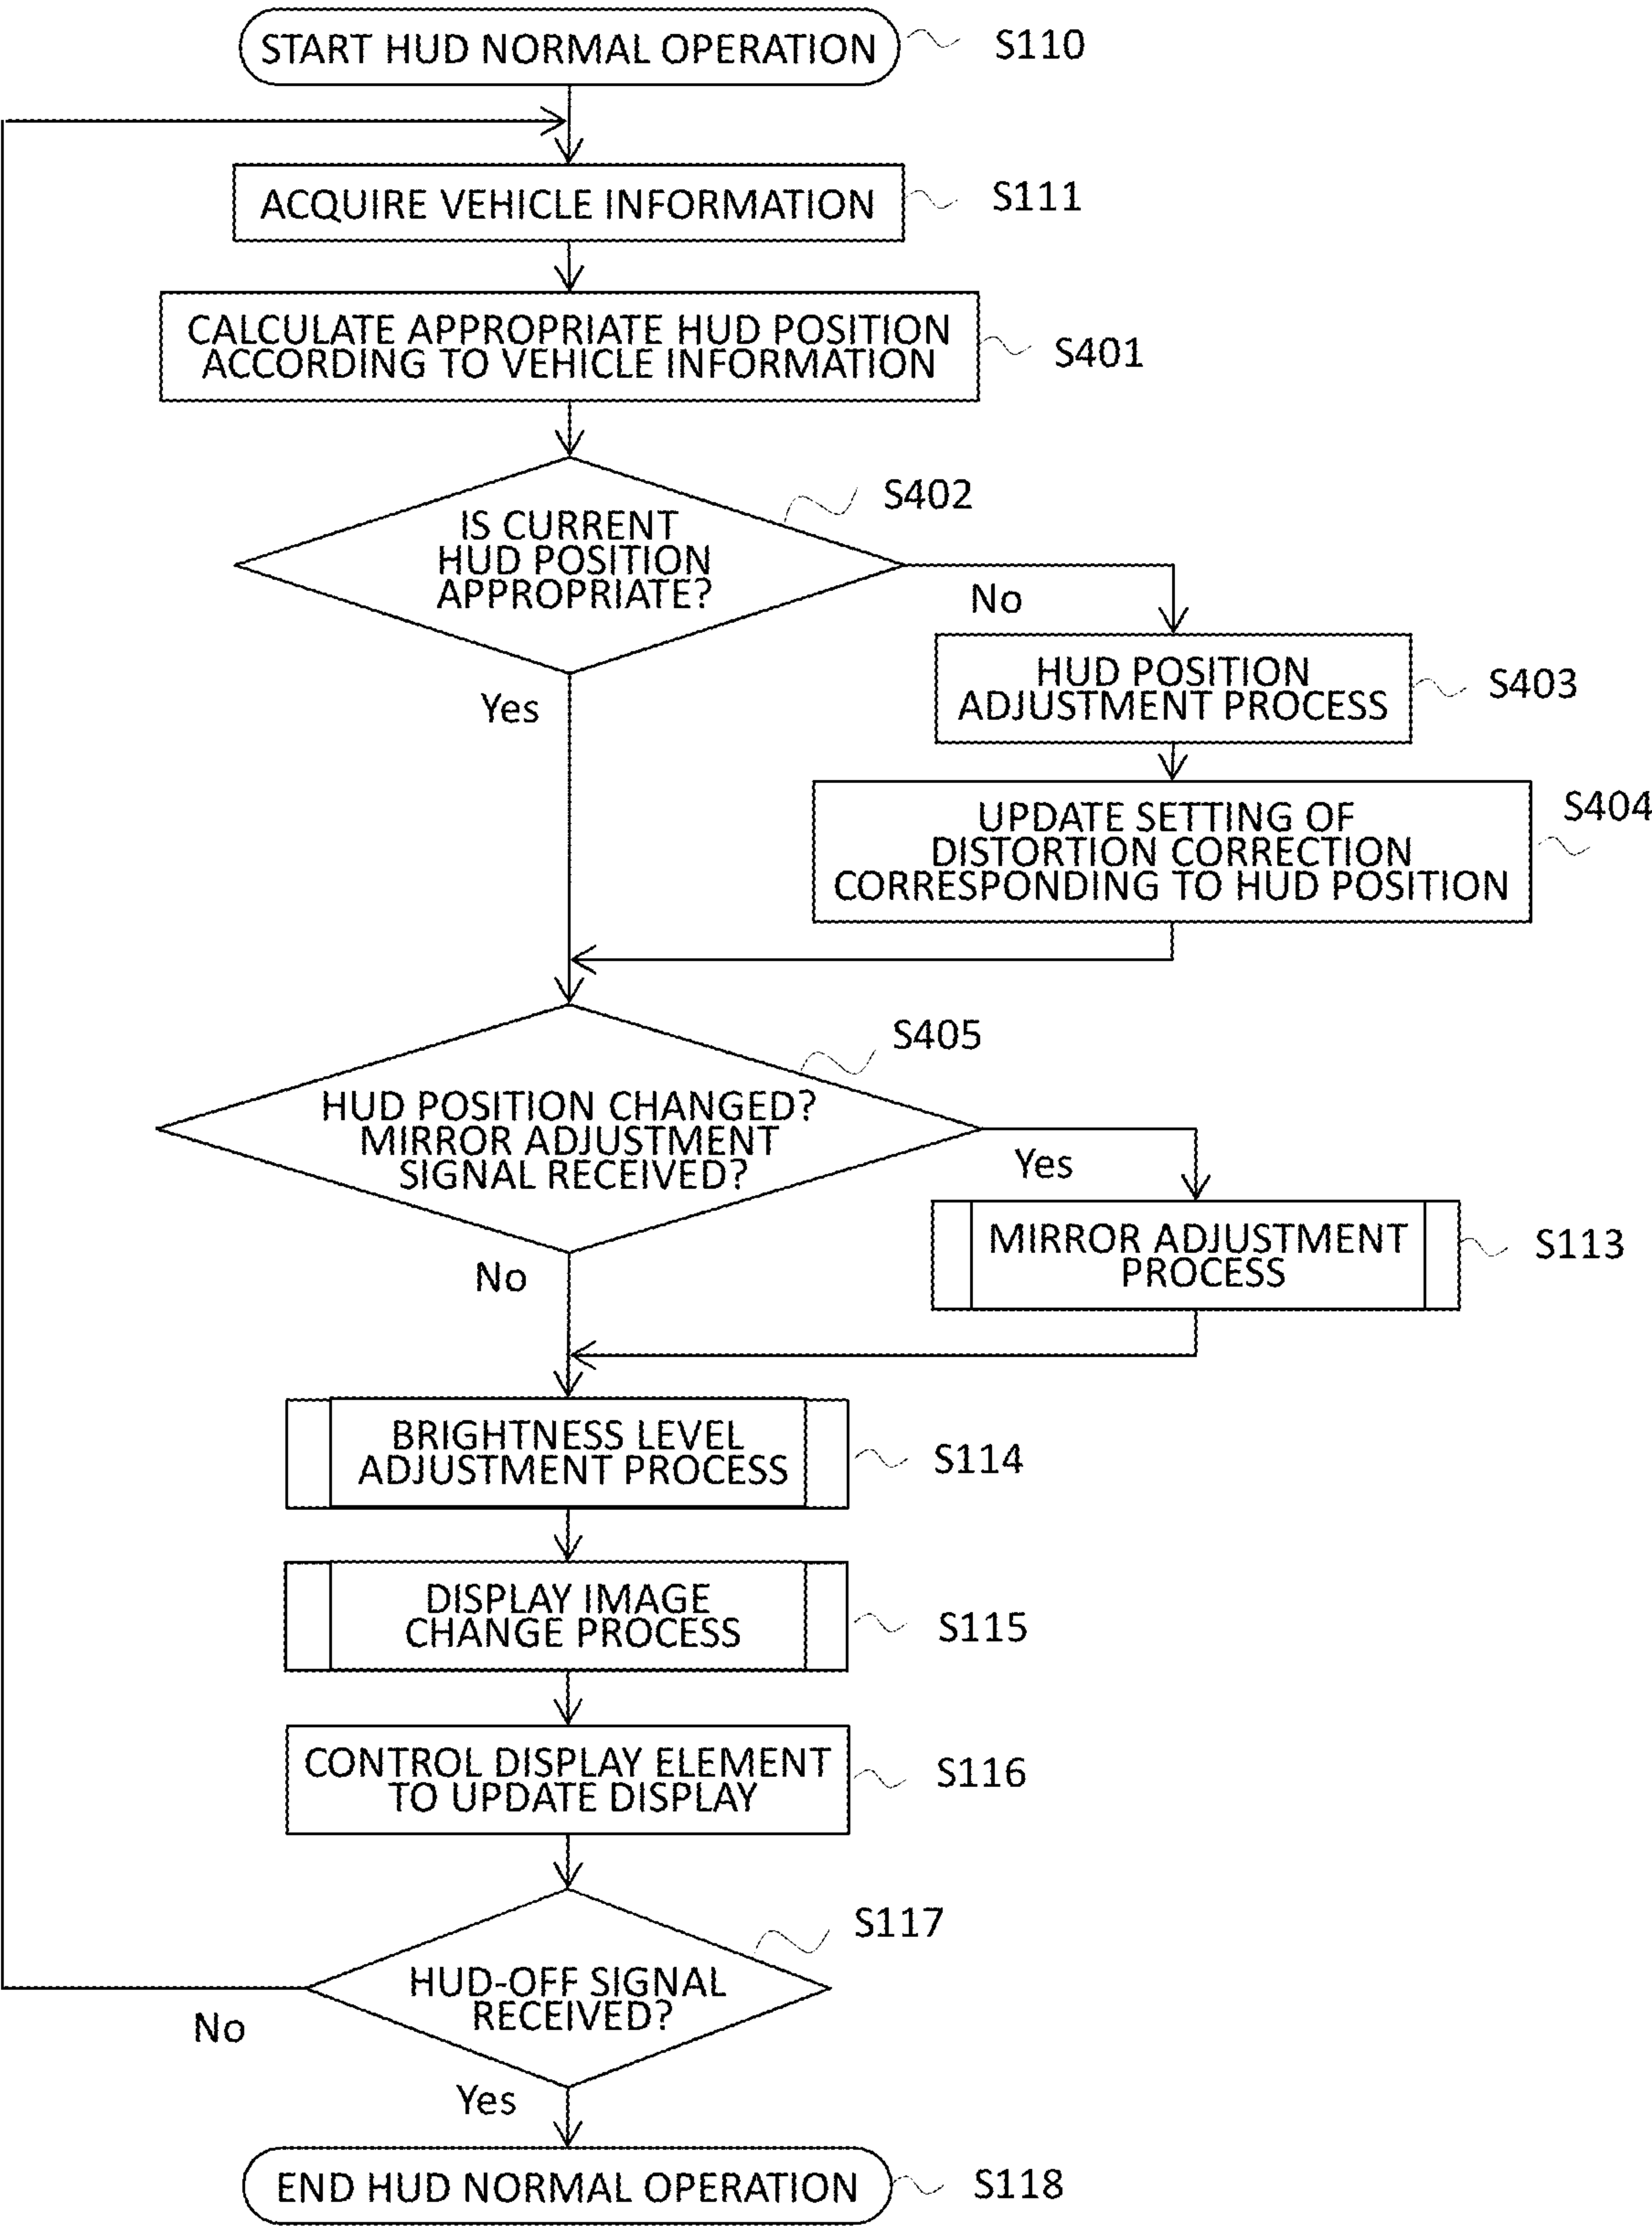 START HUD NORMAL OPERATION
S110
ACQUIRE VEHICLE INFORMATION
S111
CALCULATE APPROPRIATE HUD POSITION
ACCORDING TO VEHICLE INFORMATION
S401
IS CURRENT
HUD POSITION
APPROPRIATE?
S402
No
Yes
HUD POSITION
ADJUSTMENT PROCESS
S403
UPDATE SETTING OF
DISTORTION CORRECTION
CORRESPONDING TO HUD POSITION
S404
HUD POSITION CHANGED?
MIRROR ADJUSTMENT
SIGNAL RECEIVED?
S405
Yes
No
MIRROR ADJUSTMENT
PROCESS
S113
BRIGHTNESS LEVEL
ADJUSTMENT PROCESS
S114
DISPLAY IMAGE
CHANGE PROCESS
S115
CONTROL DISPLAY ELEMENT
TO UPDATE DISPLAY
S116
HUD-OFF SIGNAL
RECEIVED?
S117
No
Yes
END HUD NORMAL OPERATION
S118